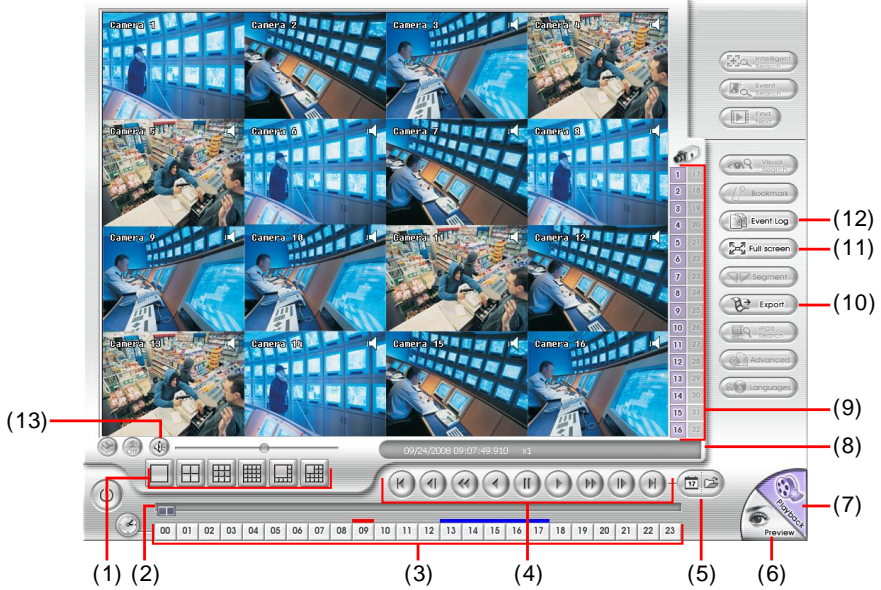 Camera 1
Camera 2
Camera 3
Camera 4
Intelligent
Search
Event
Search
Find
Next
Camera 5
Camera 6
Camera 7
Camera 8
Visual
Search
Bookmark
Event Log
(12)
Full screen
(11)
Segment
Export
(10)
iPOS
Search
Advanced
Languages
1 17
2 18
3 19
4 20
5 21
6 22
7 23
8 24
9 25
10 26
11 27
12 28
13 29
14 30
15 31
16 32
Camera 9
Camera 10
Camera 11
Camera 12
Camera 13
Camera 14
Camera 15
Camera 16
(9)
(13)
09/24/2008 09:07:49.910 x1
(8)
17
Playback
Preview
(7)
00 01 02 03 04 05 06 07 08 09 10 11 12 13 14 15 16 17 18 19 20 21 22 23
(1) (2) (3) (4) (5) (6)